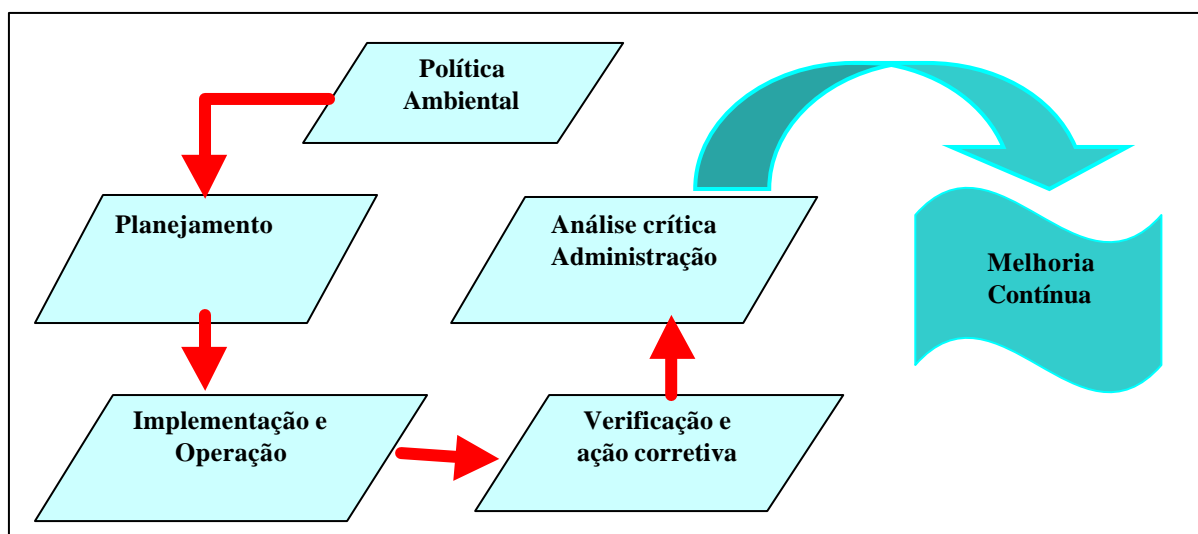 Política
Ambiental
Planejamento
Análise crítica
Administração
Melhoria
Contínua
Implementação e
Operação
Verificação e
ação corretiva